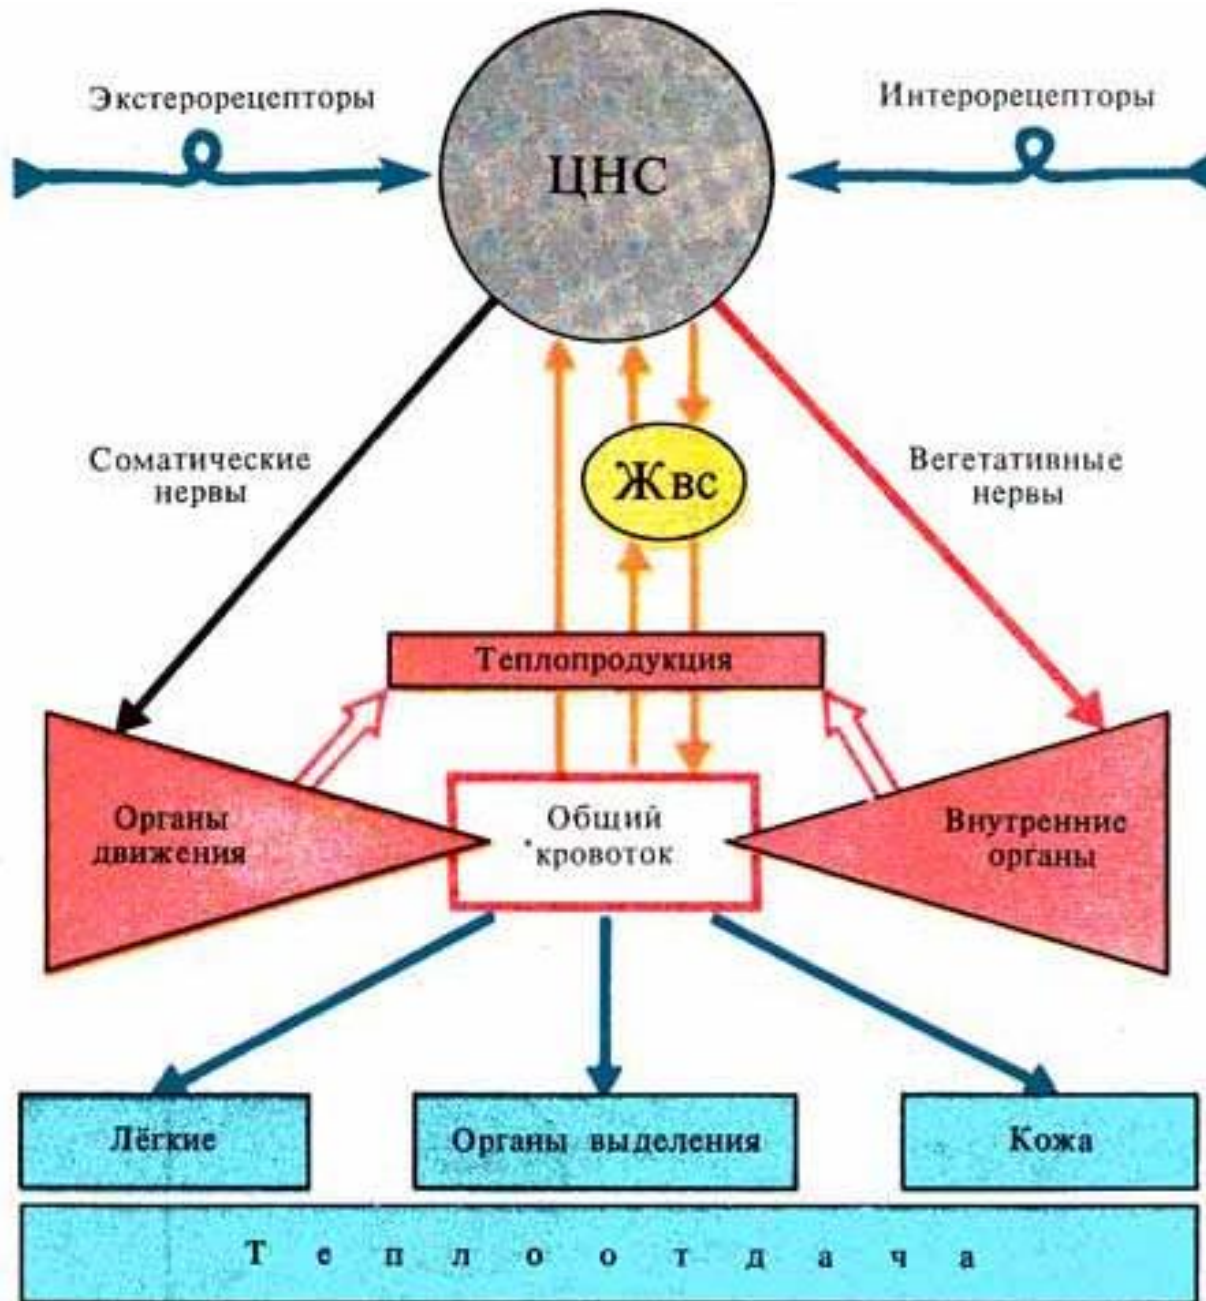 Экстерорецепторы
Интерорецепторы
ЦНС
Соматические
нервы
Жвс
Вегетативные
нервы
Теплопродукция
Органы
движения
Общий
кровоток
Внутренние
органы
Лёгкие
Органы выделения
Кожа
Теплоотдача